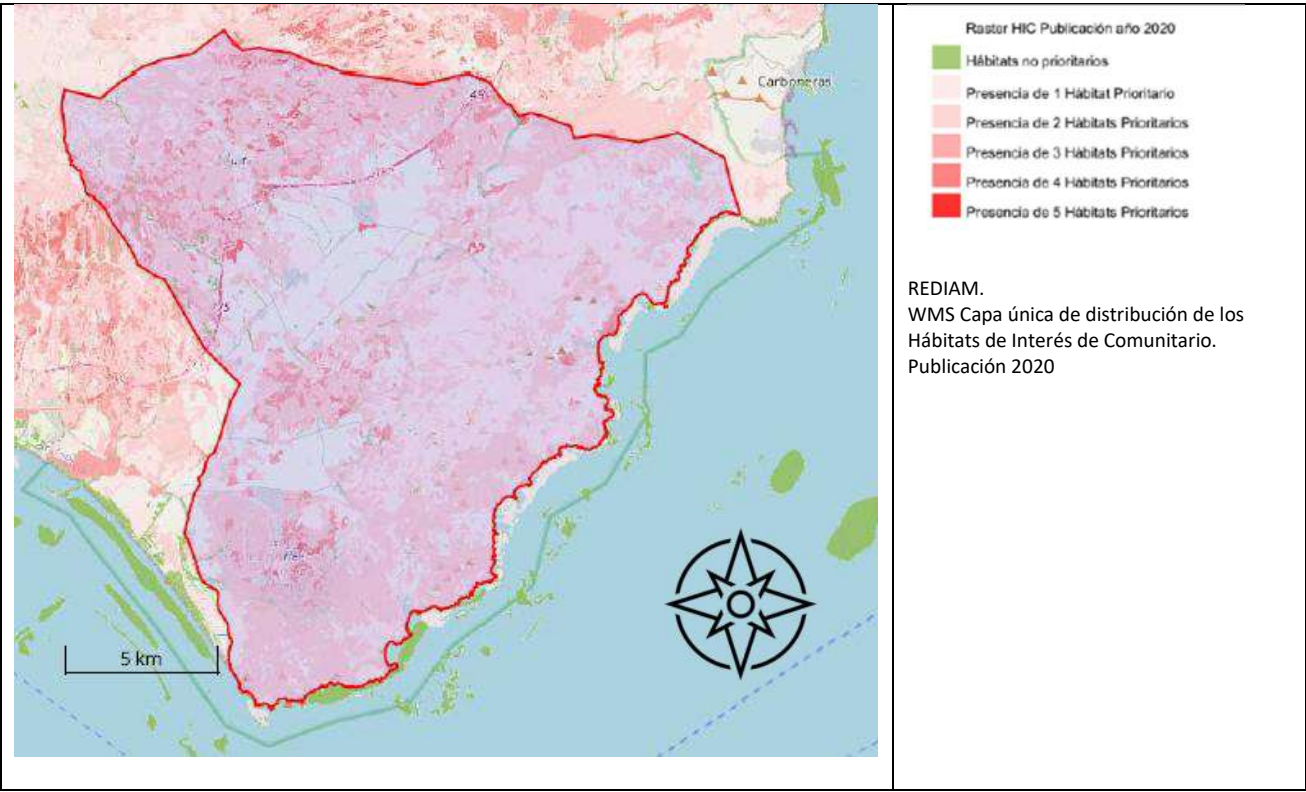 Carboneras
49
5 km
Raster HIC Publicación año 2020
Hábitats no prioritarios
Presencia de 1 Hábitat Prioritario
Presencia de 2 Hábitats Prioritarios
Presencia de 3 Hábitats Prioritarios
Presencia de 4 Hábitats Prioritarios
Presencia de 5 Hábitats Prioritarios
REDIAM.
WMS Capa única de distribución de los
Hábitats de Interés de Comunitario.
Publicación 2020